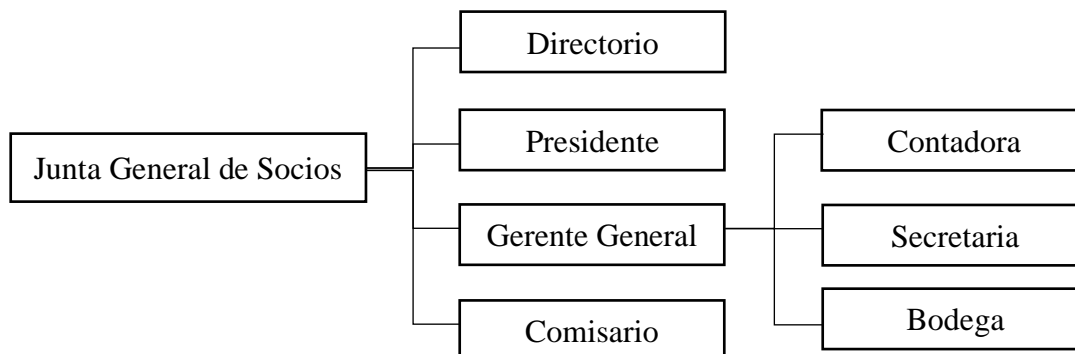 Junta General de Socios
Directorio
Presidente
Gerente General
Comisario
Contadora
Secretaria
Bodega